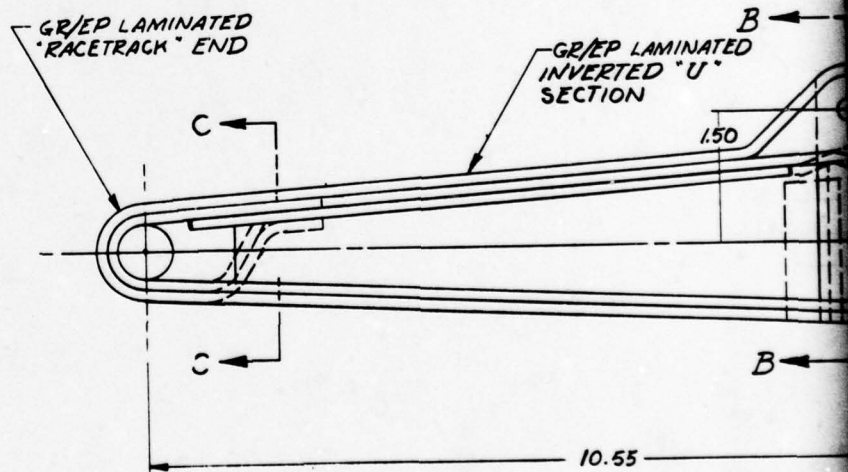 GR/EP LAMINATED
"RACETRACK" END
GR/EP LAMINATED
INVERTED "U"
SECTION
B
C
1.50
C
B
10.55